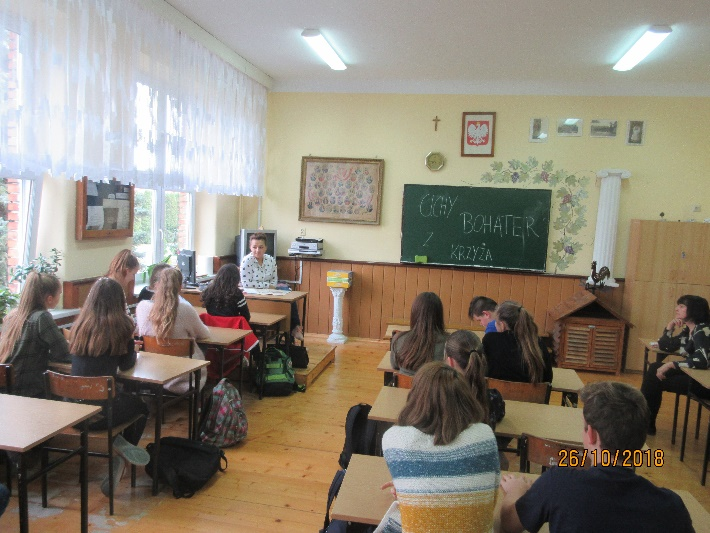 CICHY
BOHATER
Z
KRZYŻA
26/10/2018